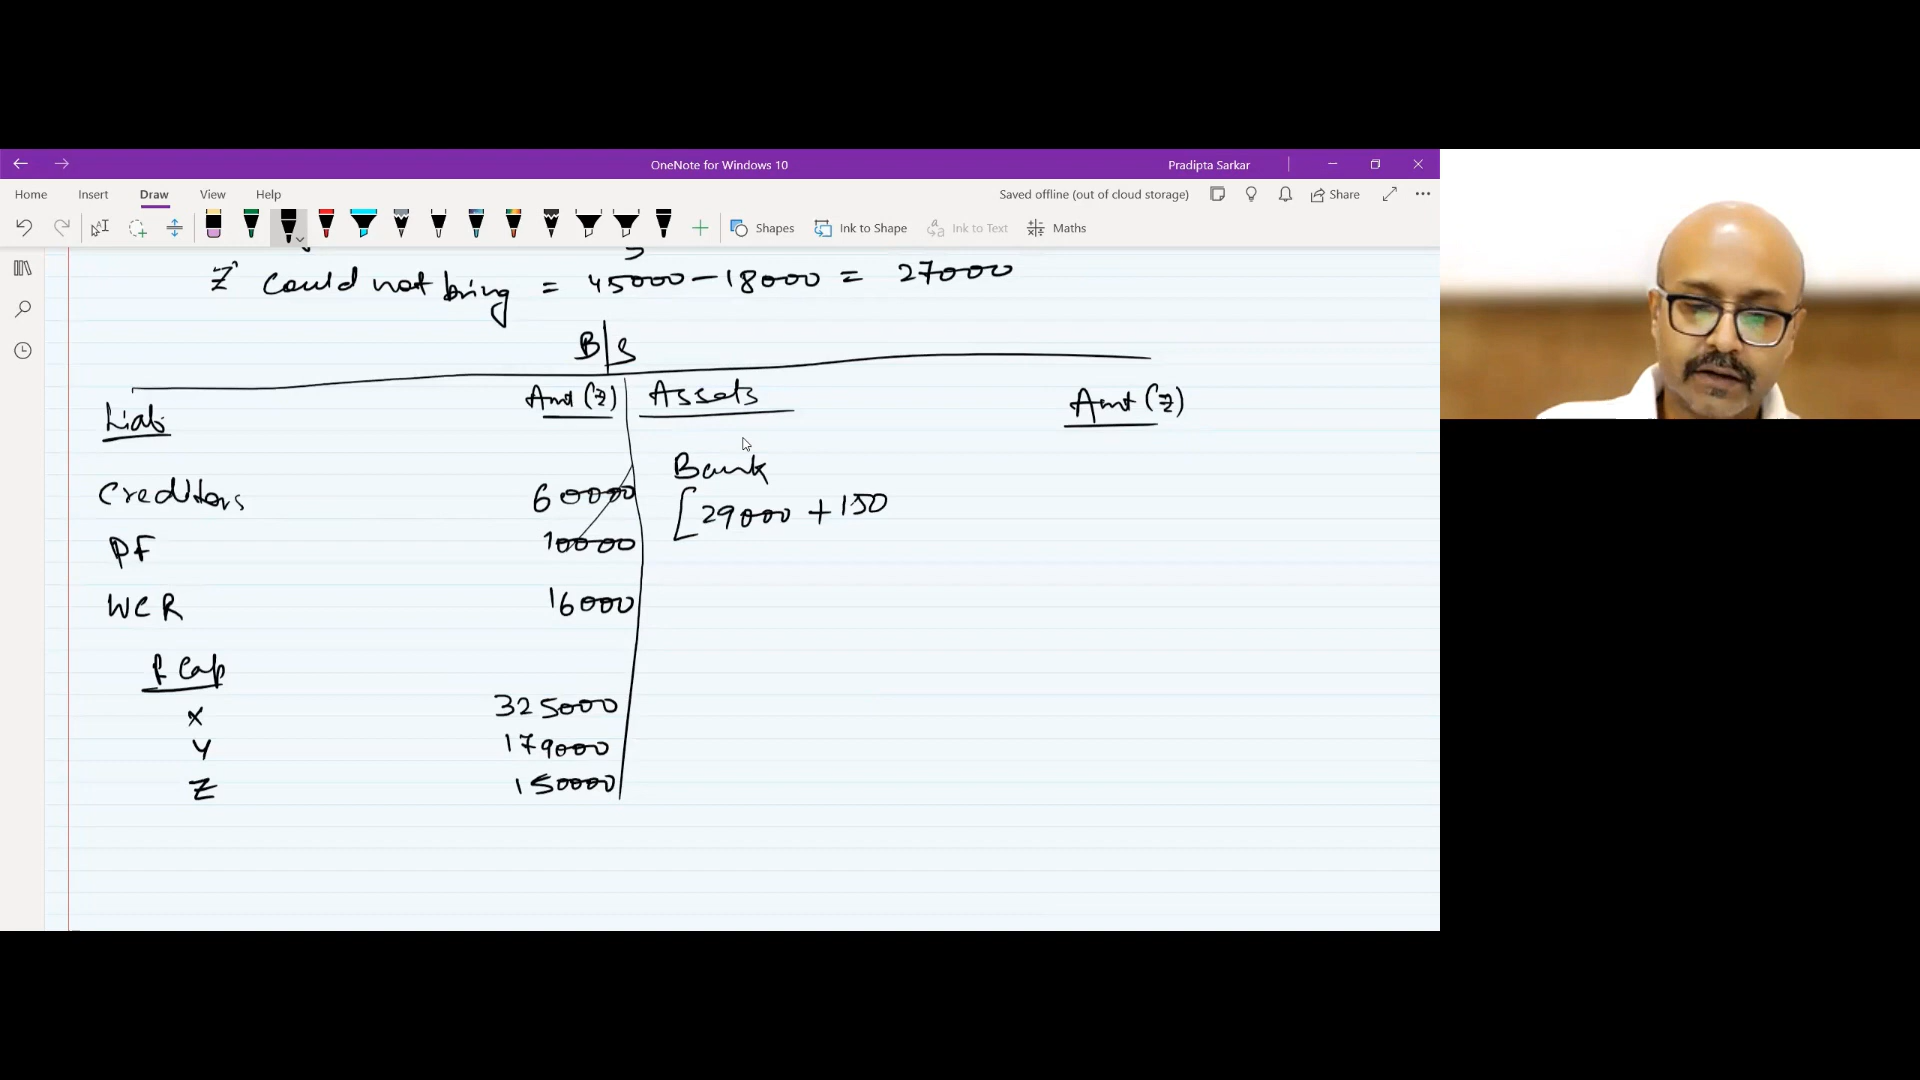 OneNote for Windows 10
Pradipta Sarkar
Home Insert Draw View Help
Saved offline (out of cloud storage)
Share
Shapes
Ink to Shape
Ink to Text
Maths
Z could not bring = 45000 - 18000 = 27000
B/S
Liab Amt (₹) Assets Amt (₹)
Bank
Creditors 60000
[29000 + 150
PF 10000
WCR 16000
P Cap
X 325000
Y 179000
Z 150000